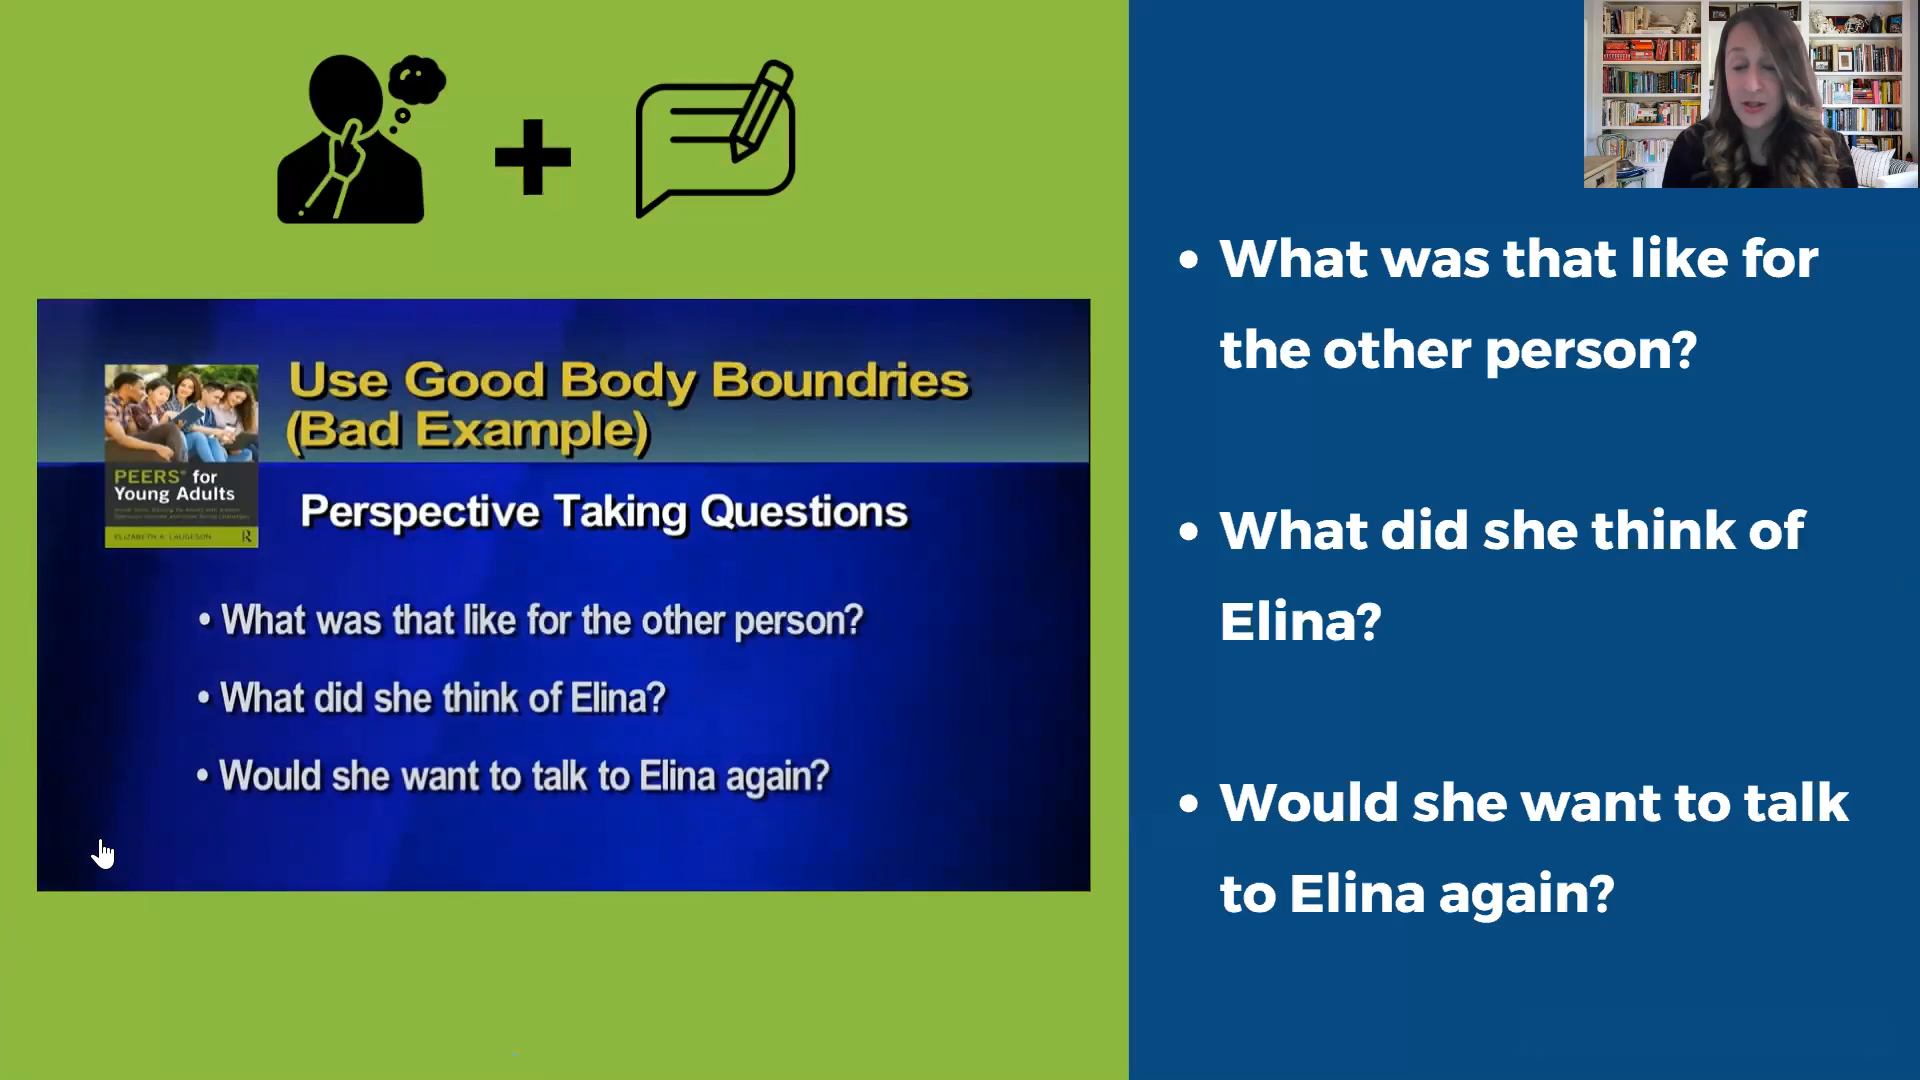 Use Good Body Boundries
(Bad Example)
PEERS® for
Young Adults
ELIZABETH A. LAUGESON
R
Perspective Taking Questions
• What was that like for the other person?
• What did she think of Elina?
• Would she want to talk to Elina again?
• What was that like for
the other person?
• What did she think of
Elina?
• Would she want to talk
to Elina again?